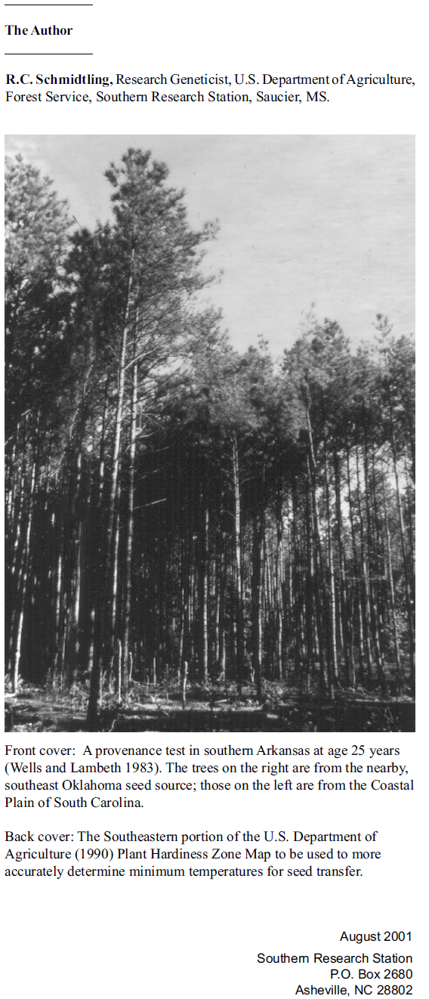 The Author
R.C. Schmidtling, Research Geneticist, U.S. Department of Agriculture,
Forest Service, Southern Research Station, Saucier, MS.
Front cover:  A provenance test in southern Arkansas at age 25 years
(Wells and Lambeth 1983). The trees on the right are from the nearby,
southeast Oklahoma seed source; those on the left are from the Coastal
Plain of South Carolina.
Back cover: The Southeastern portion of the U.S. Department of
Agriculture (1990) Plant Hardiness Zone Map to be used to more
accurately determine minimum temperatures for seed transfer.
August 2001
Southern Research Station
P.O. Box 2680
Asheville, NC 28802